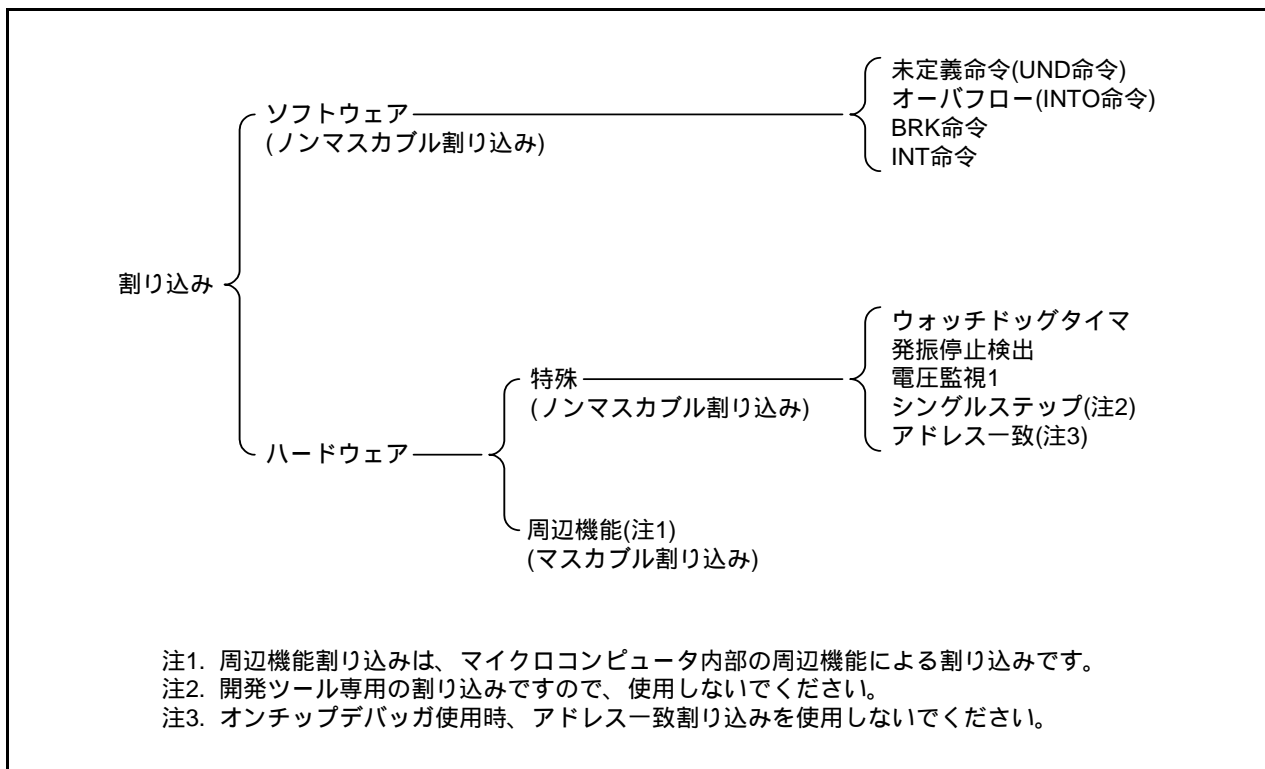 ソフトウェア
(ノンマスカブル割り込み)
未定義命令(UND命令)
オーバフロー(INTO命令)
BRK命令
INT命令
割り込み
ハードウェア
特殊
(ノンマスカブル割り込み)
ウォッチドッグタイマ
発振停止検出
電圧監視1
シングルステップ(注2)
アドレス一致(注3)
周辺機能(注1)
(マスカブル割り込み)
注1. 周辺機能割り込みは、マイクロコンピュータ内部の周辺機能による割り込みです。
注2. 開発ツール専用の割り込みですので、使用しないでください。
注3. オンチップデバッガ使用時、アドレス一致割り込みを使用しないでください。